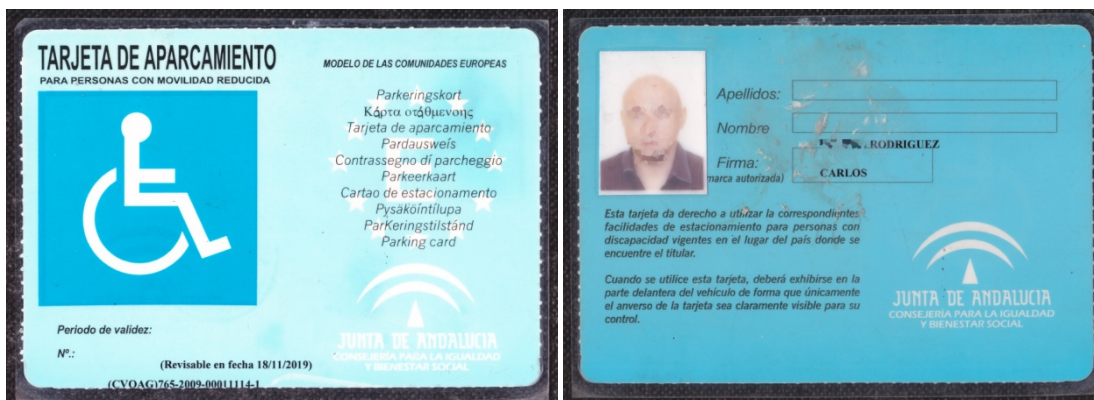 TARJETA DE APARCAMIENTO
PARA PERSONAS CON MOVILIDAD REDUCIDA
MODELO DE LAS COMUNIDADES EUROPEAS
Parkeringskort
Κάρτα στάθμενσης
Tarjeta de aparcamiento
Pardausweís
Contrassegno dí parcheggio
Parkeerkaart
Cartao de estacionamento
Pysäköintílupa
ParKeringstilstånd
Parking card
Periodo de validez:
Nº.:
(Revisable en fecha 18/11/2019)
(CVOAG)765-2009-00011114-1
JUNTA DE ANDALUCIA
CONSEJERÍA PARA LA IGUALDAD
Y BIENESTAR SOCIAL
Apellidos:
Nombre
RODRIGUEZ
Firma:
(o marca autorizada)
CARLOS
Esta tarjeta da derecho a utilizar la correspondientes
facilidades de estacionamiento para personas con
discapacidad vigentes en el lugar del país donde se
encuentre el titular.
Cuando se utilice esta tarjeta, deberá exhibirse en la
parte delantera del vehículo de forma que únicamente
el anverso de la tarjeta sea claramente visible para su
control.
JUNTA DE ANDALUCIA
CONSEJERÍA PARA LA IGUALDAD
Y BIENESTAR SOCIAL